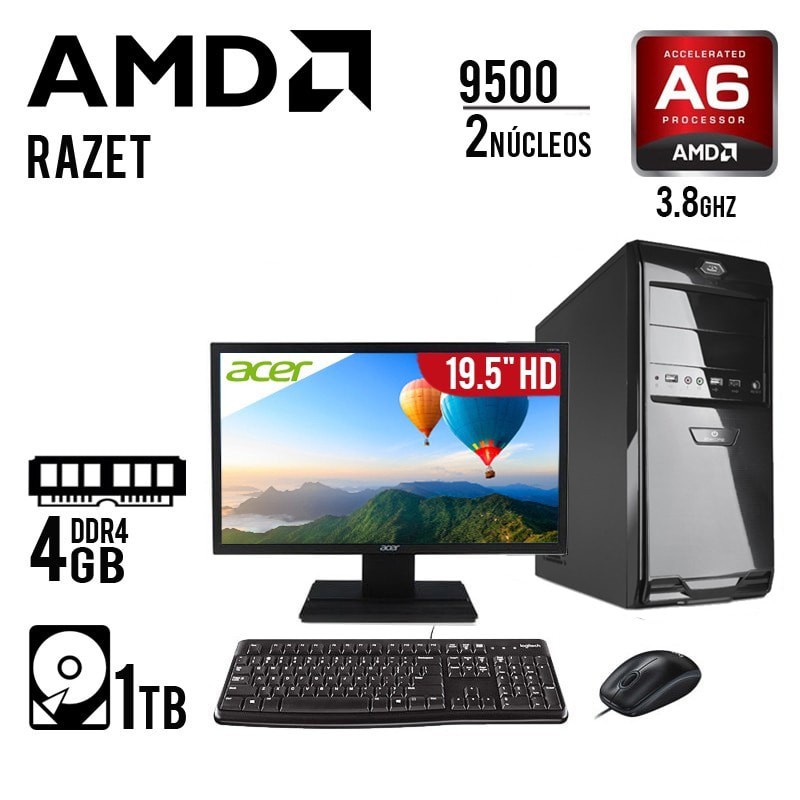 AMD
RAZET
9500
2NÚCLEOS
ACCELERATED
A6
PROCESSOR
AMD
3.8GHZ
acer
19.5" HD
acer
DDR4
4GB
1TB
logitech